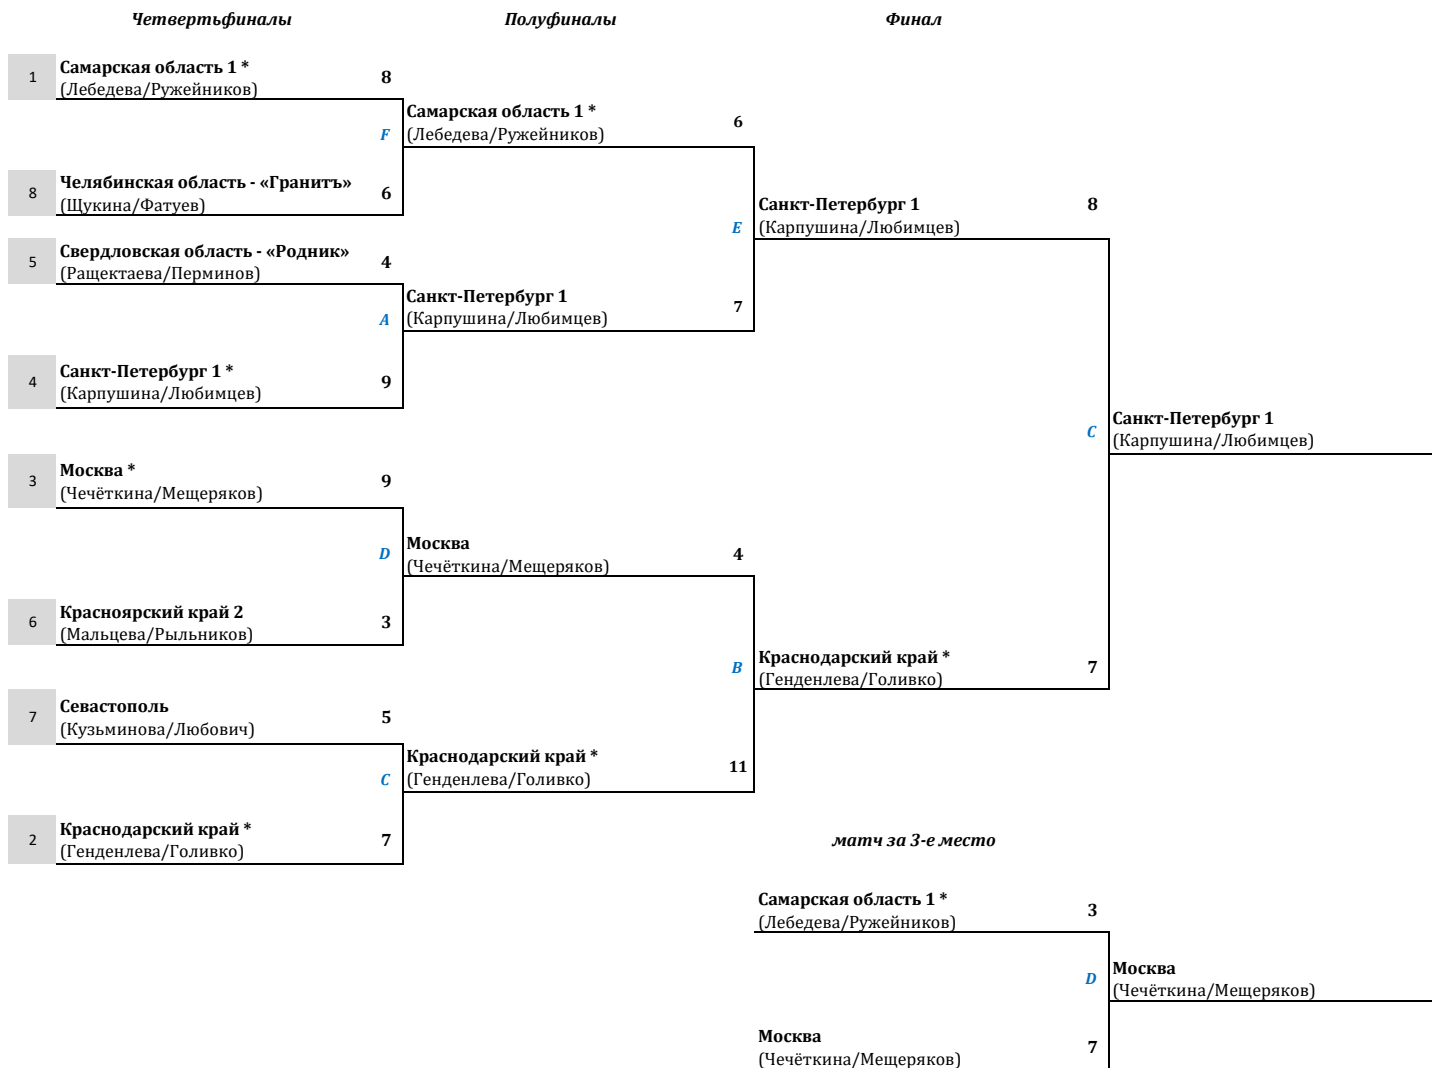 Четвертьфиналы
Полуфиналы
Финал
1
Самарская область 1 *
(Лебедева/Ружейников)
8
F
8
Челябинская область - «Гранитъ»
(Щукина/Фатуев)
6
5
Свердловская область - «Родник»
(Ращектаева/Перминов)
4
A
4
Санкт-Петербург 1 *
(Карпушина/Любимцев)
9
3
Москва *
(Чечёткина/Мещеряков)
9
D
6
Красноярский край 2
(Мальцева/Рыльников)
3
7
Севастополь
(Кузьминова/Любович)
5
C
2
Краснодарский край *
(Генденлева/Голивко)
7
Самарская область 1 *
(Лебедева/Ружейников)
6
E
Санкт-Петербург 1
(Карпушина/Любимцев)
7
Москва
(Чечёткина/Мещеряков)
4
B
Краснодарский край *
(Генденлева/Голивко)
11
Санкт-Петербург 1
(Карпушина/Любимцев)
8
C
Краснодарский край *
(Генденлева/Голивко)
7
Санкт-Петербург 1
(Карпушина/Любимцев)
матч за 3-е место
Самарская область 1 *
(Лебедева/Ружейников)
3
D
Москва
(Чечёткина/Мещеряков)
7
Москва
(Чечёткина/Мещеряков)